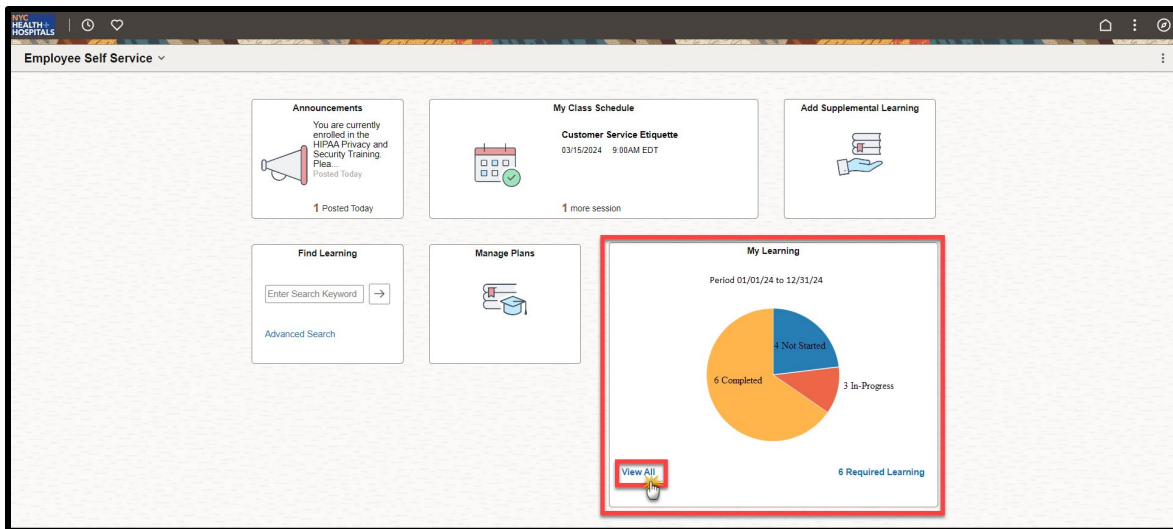 NYC
HEALTH+
HOSPITALS
Employee Self Service
Announcements
You are currently
enrolled in the
HIPAA Privacy and
Security Training.
Plea...
Posted Today
1 Posted Today
My Class Schedule
Customer Service Etiquette
03/15/2024 9:00AM EDT
1 more session
Add Supplemental Learning
Find Learning
Enter Search Keyword
Advanced Search
Manage Plans
My Learning
Period 01/01/24 to 12/31/24
4 Not Started
6 Completed
3 In-Progress
View All
6 Required Learning